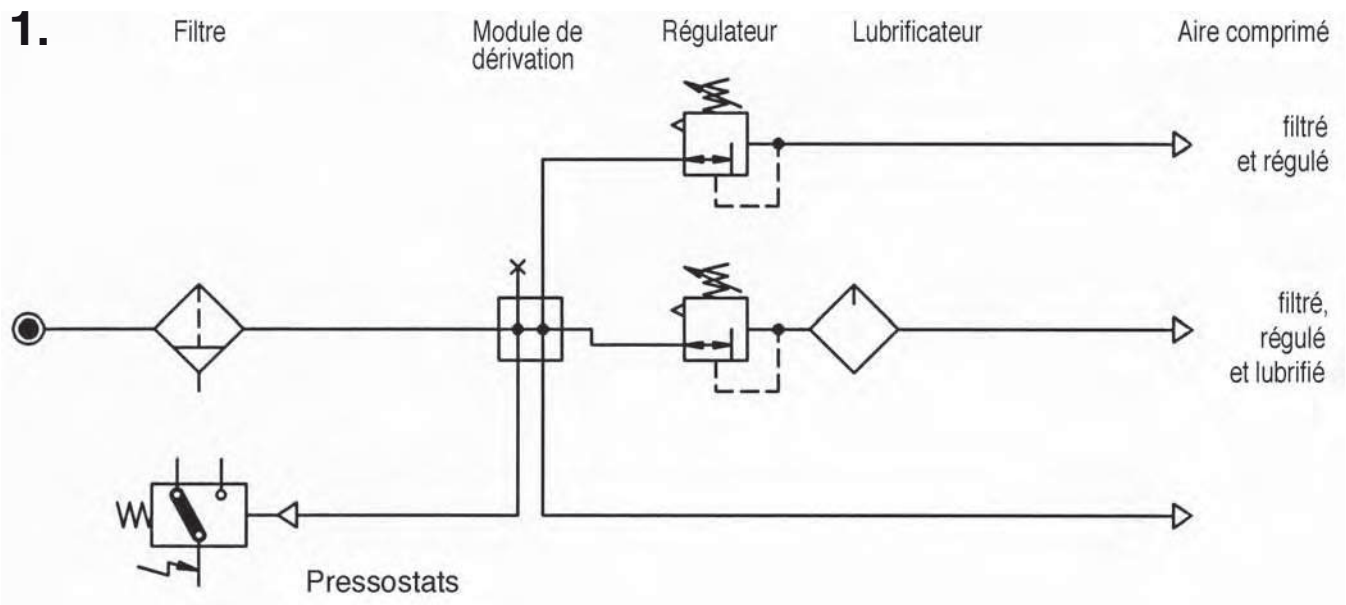 1.
Filtre
Module de
dérivation
Régulateur
Lubrificateur
Aire comprimé
filtré
et régulé
filtré,
régulé
et lubrifié
Pressostats